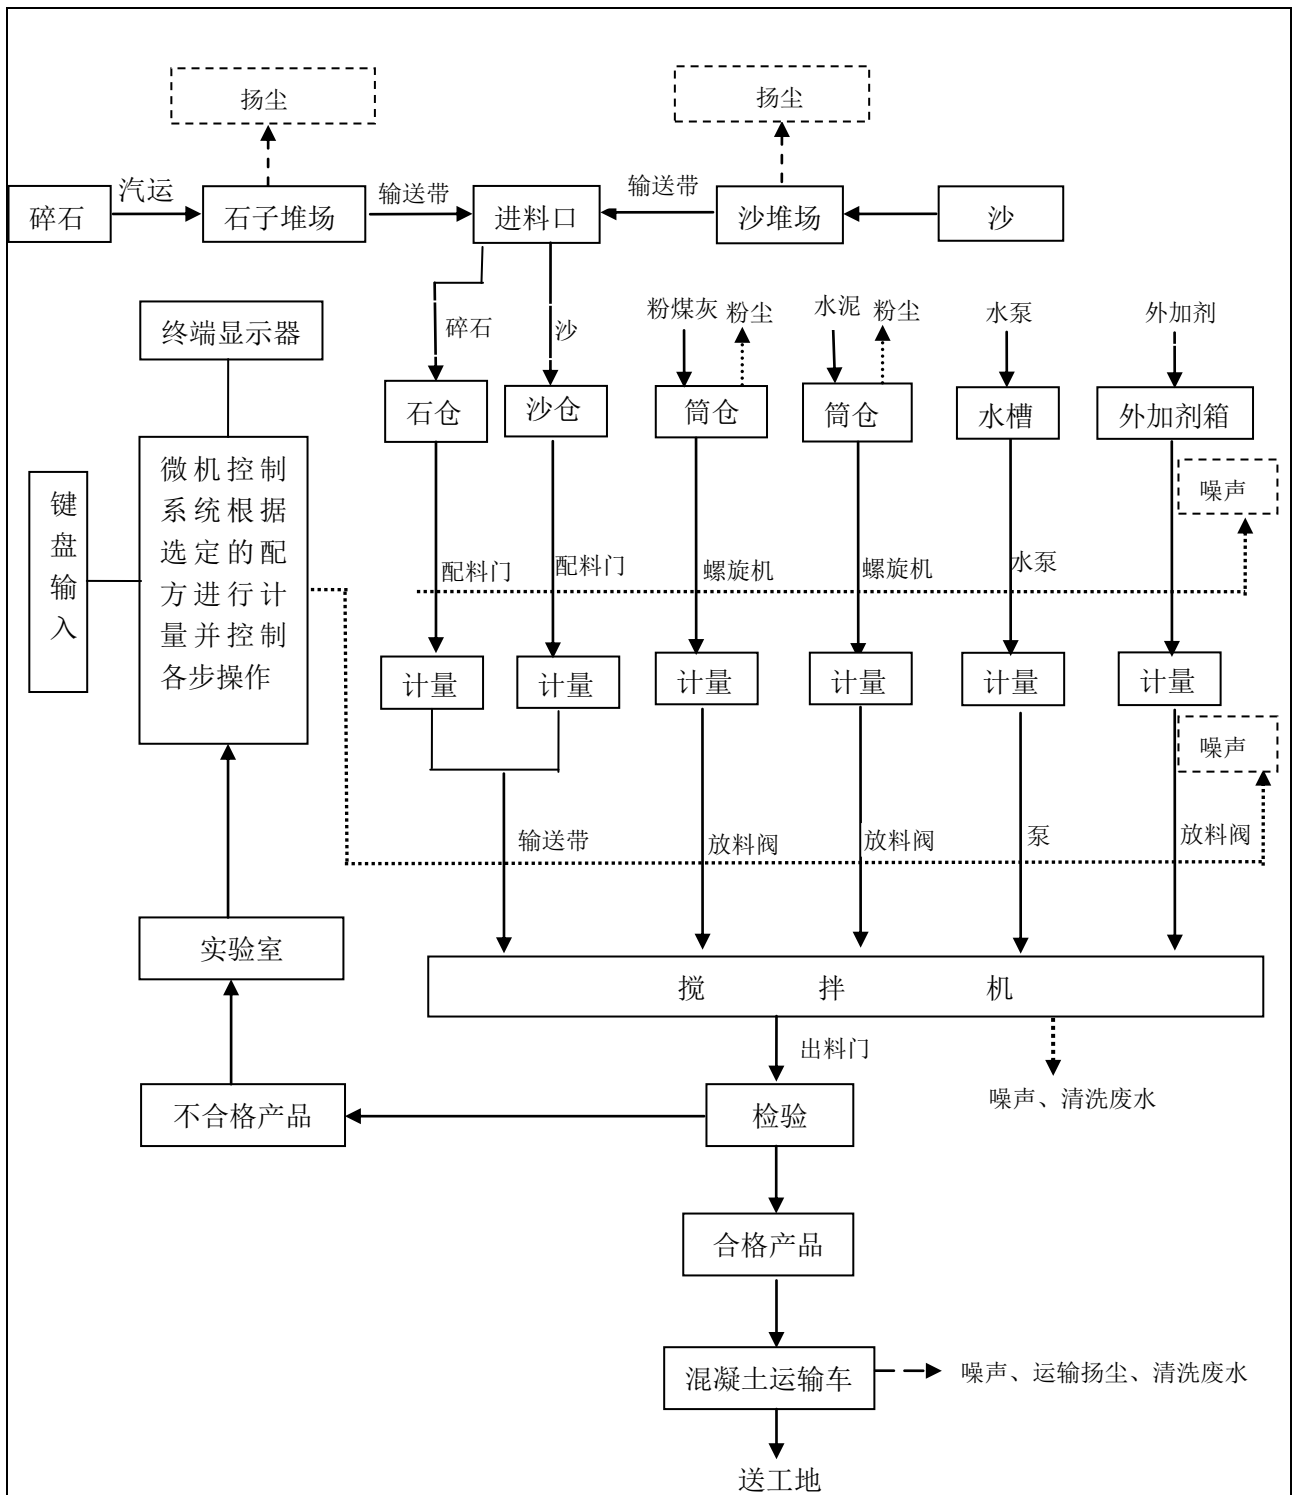 扬尘
扬尘
碎石
汽运
石子堆场
输送带
进料口
输送带
沙堆场
沙
终端显示器
碎石
沙
粉煤灰
粉尘
水泥
粉尘
水泵
外加剂
石仓
沙仓
筒仓
筒仓
水槽
外加剂箱
键
盘
输
入
微机控制
系统根据
选定的配
方进行计
量并控制
各步操作
噪声
配料门
配料门
螺旋机
螺旋机
水泵
计量
计量
计量
计量
计量
计量
噪声
输送带
放料阀
放料阀
泵
放料阀
实验室
搅拌机
出料门
噪声、清洗废水
不合格产品
检验
合格产品
混凝土运输车
噪声、运输扬尘、清洗废水
送工地